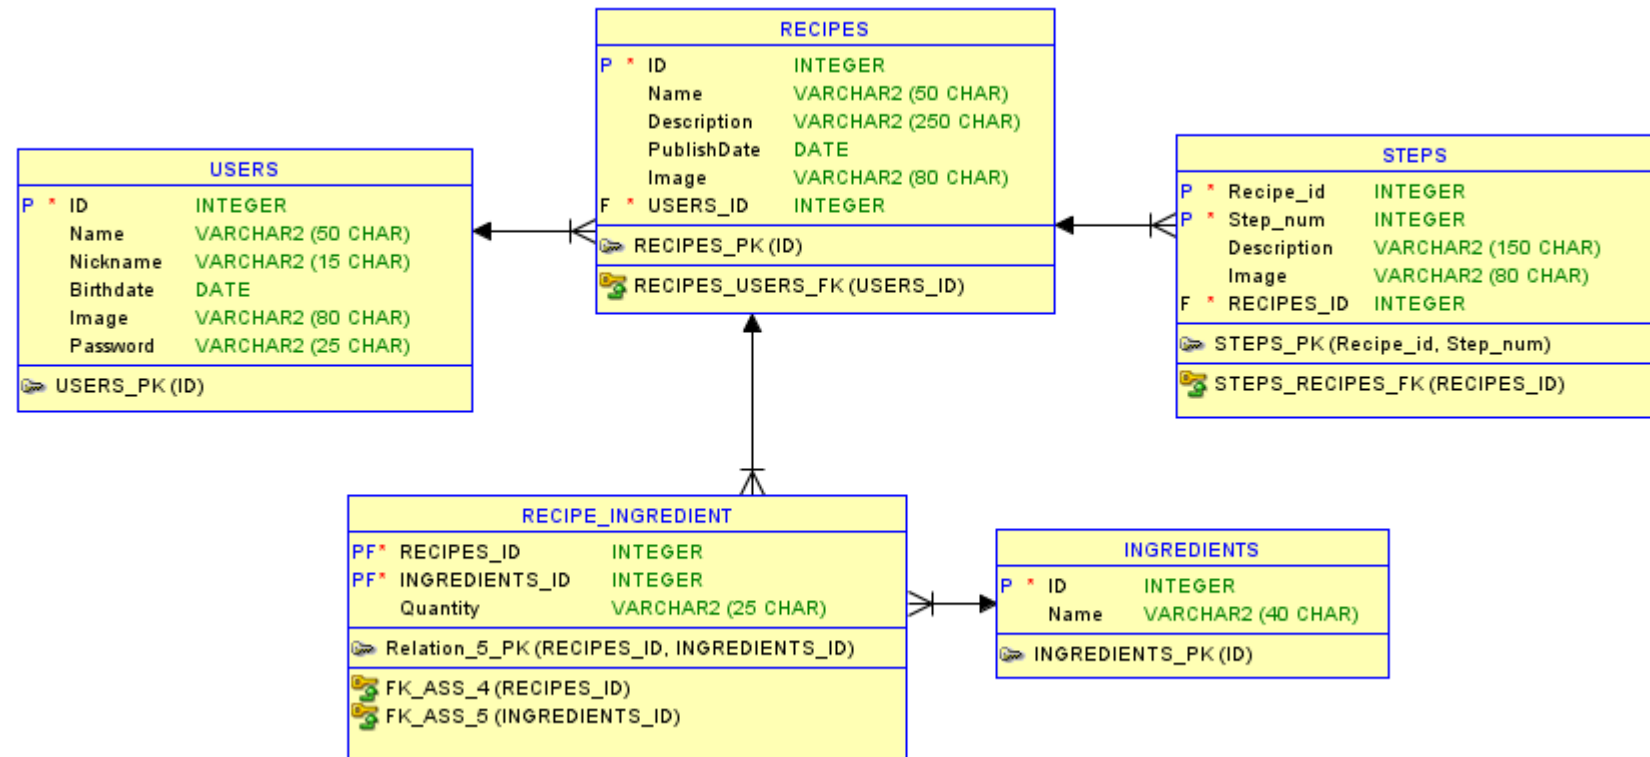 RECIPES
P * ID INTEGER
Name VARCHAR2 (50 CHAR)
Description VARCHAR2 (250 CHAR)
PublishDate DATE
Image VARCHAR2 (80 CHAR)
F * USERS_ID INTEGER
RECIPES_PK (ID)
RECIPES_USERS_FK (USERS_ID)
USERS
P * ID INTEGER
Name VARCHAR2 (50 CHAR)
Nickname VARCHAR2 (15 CHAR)
Birthdate DATE
Image VARCHAR2 (80 CHAR)
Password VARCHAR2 (25 CHAR)
USERS_PK (ID)
STEPS
P * Recipe_id INTEGER
P * Step_num INTEGER
Description VARCHAR2 (150 CHAR)
Image VARCHAR2 (80 CHAR)
F * RECIPES_ID INTEGER
STEPS_PK (Recipe_id, Step_num)
STEPS_RECIPES_FK (RECIPES_ID)
RECIPE_INGREDIENT
PF* RECIPES_ID INTEGER
PF* INGREDIENTS_ID INTEGER
Quantity VARCHAR2 (25 CHAR)
Relation_5_PK (RECIPES_ID, INGREDIENTS_ID)
FK_ASS_4 (RECIPES_ID)
FK_ASS_5 (INGREDIENTS_ID)
INGREDIENTS
P * ID INTEGER
Name VARCHAR2 (40 CHAR)
INGREDIENTS_PK (ID)